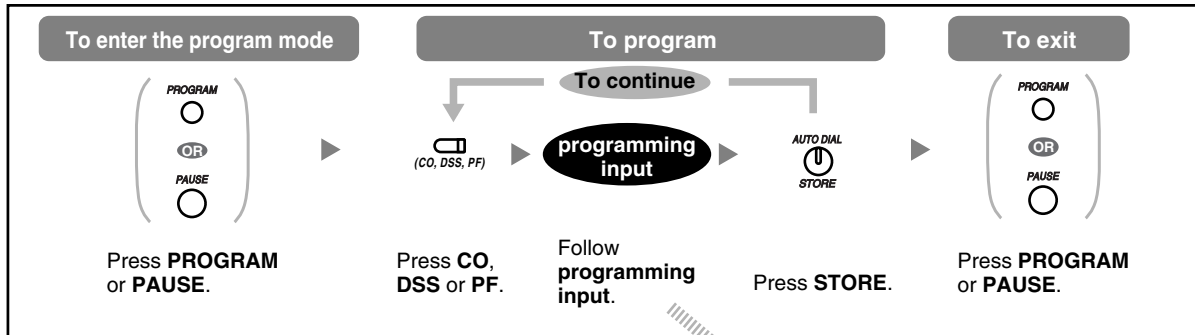 To enter the program mode
To program
To exit
To continue
PROGRAM
OR
PAUSE
(CO, DSS, PF)
programming
input
AUTO DIAL
STORE
PROGRAM
OR
PAUSE
Press PROGRAM
or PAUSE.
Press CO,
DSS or PF.
Follow
programming
input.
Press STORE.
Press PROGRAM
or PAUSE.